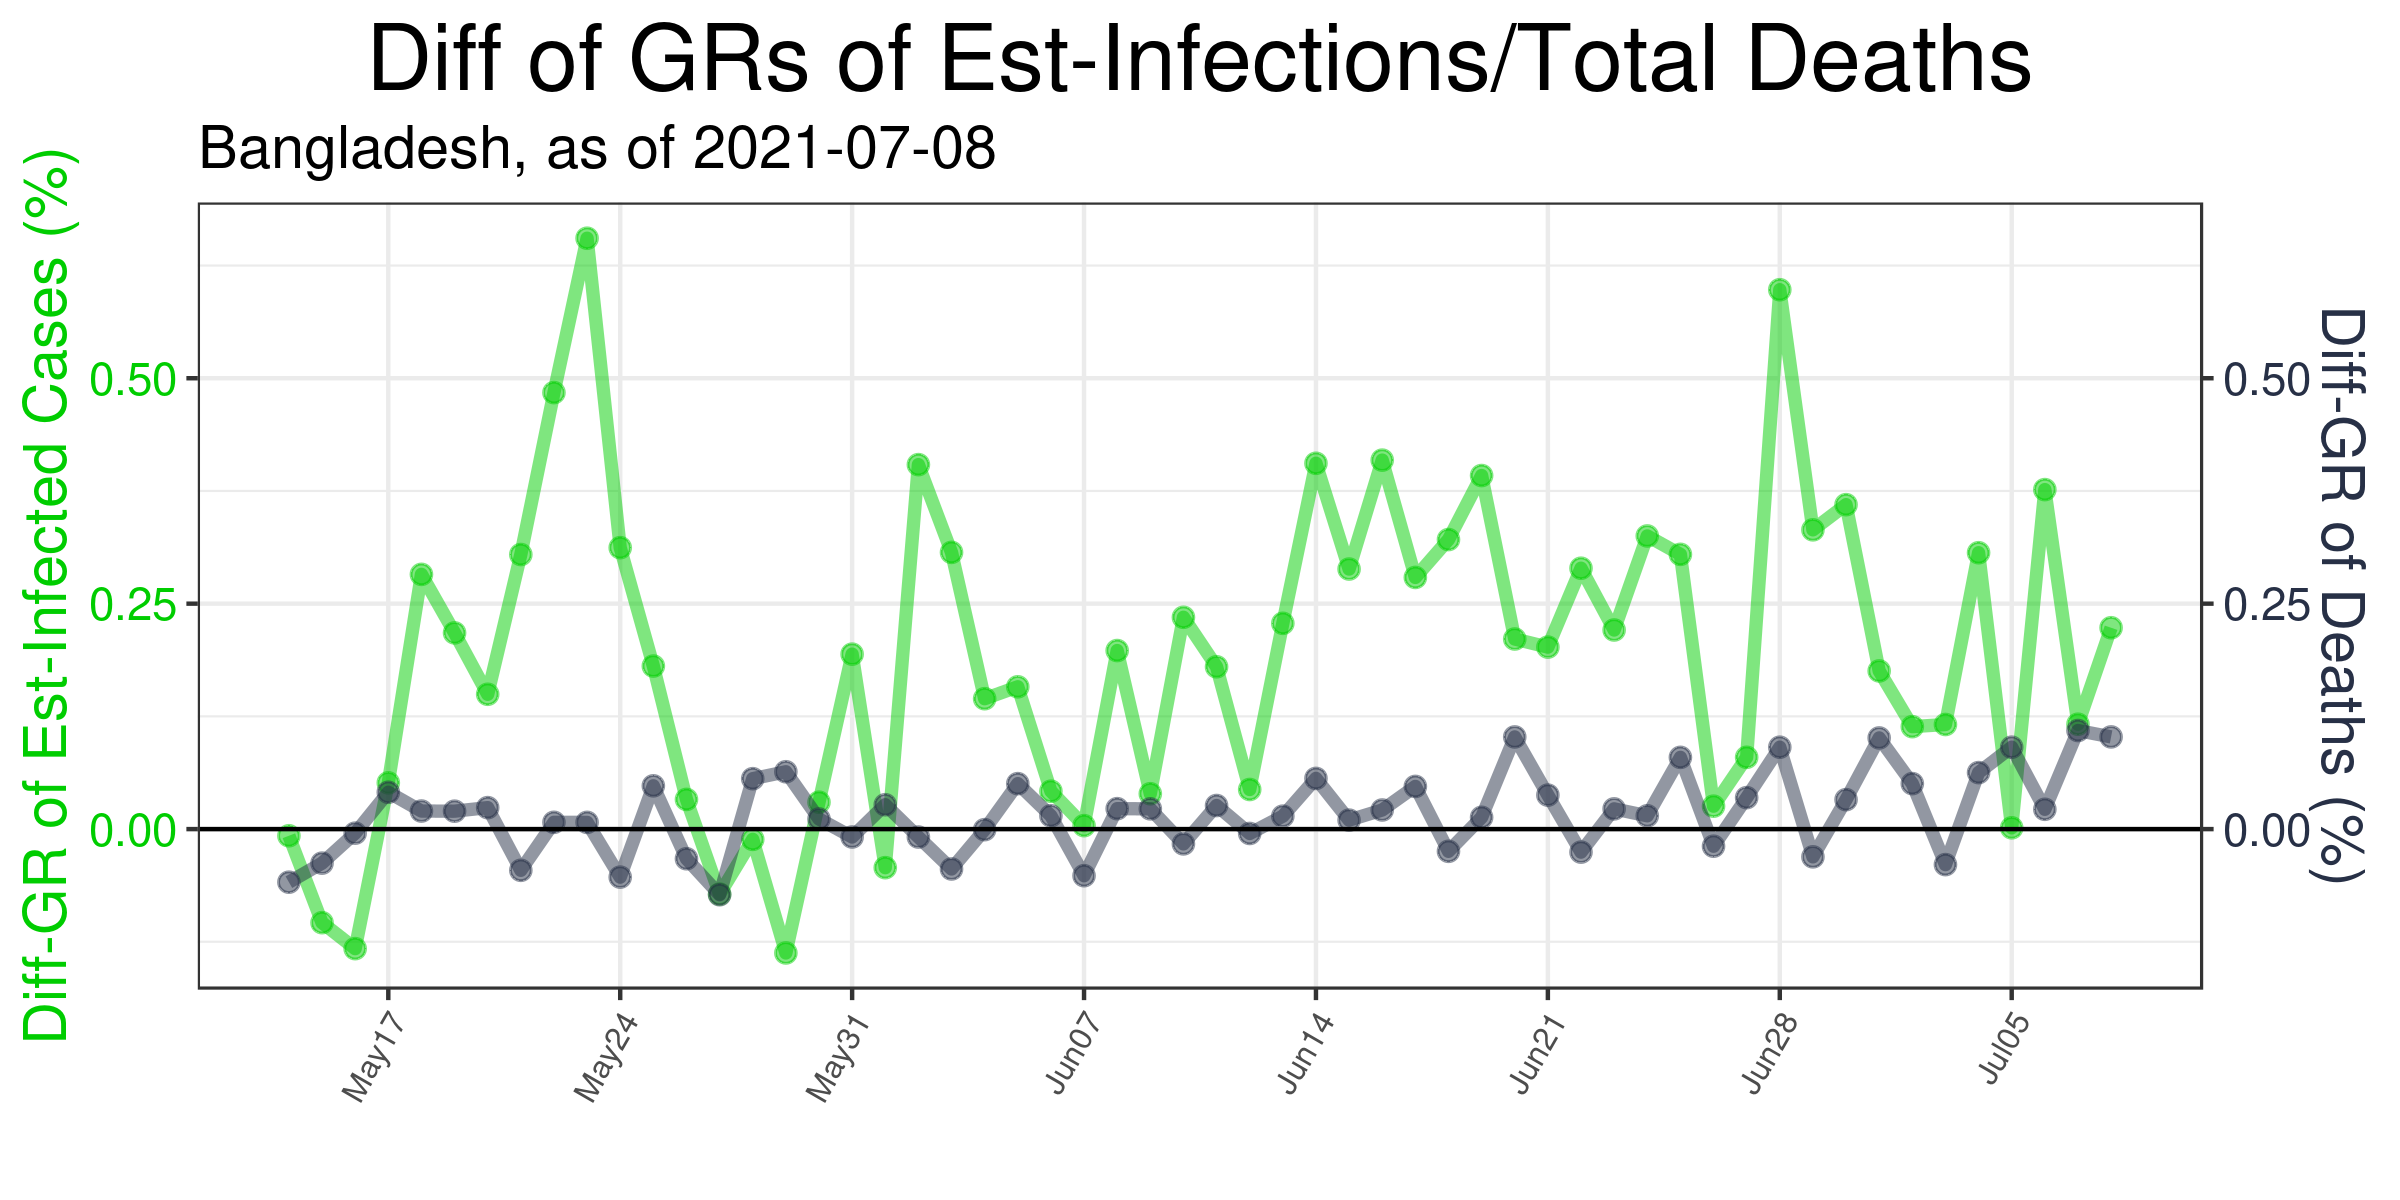 Diff of GRs of Est-Infections/Total Deaths
Bangladesh, as of 2021-07-08
Diff-GR of Est-Infected Cases (%)
0.50
0.25
0.00
0.50
0.25
0.00
Diff-GR of Deaths (%)
May17
May24
May31
Jun07
Jun14
Jun21
Jun28
Jul05